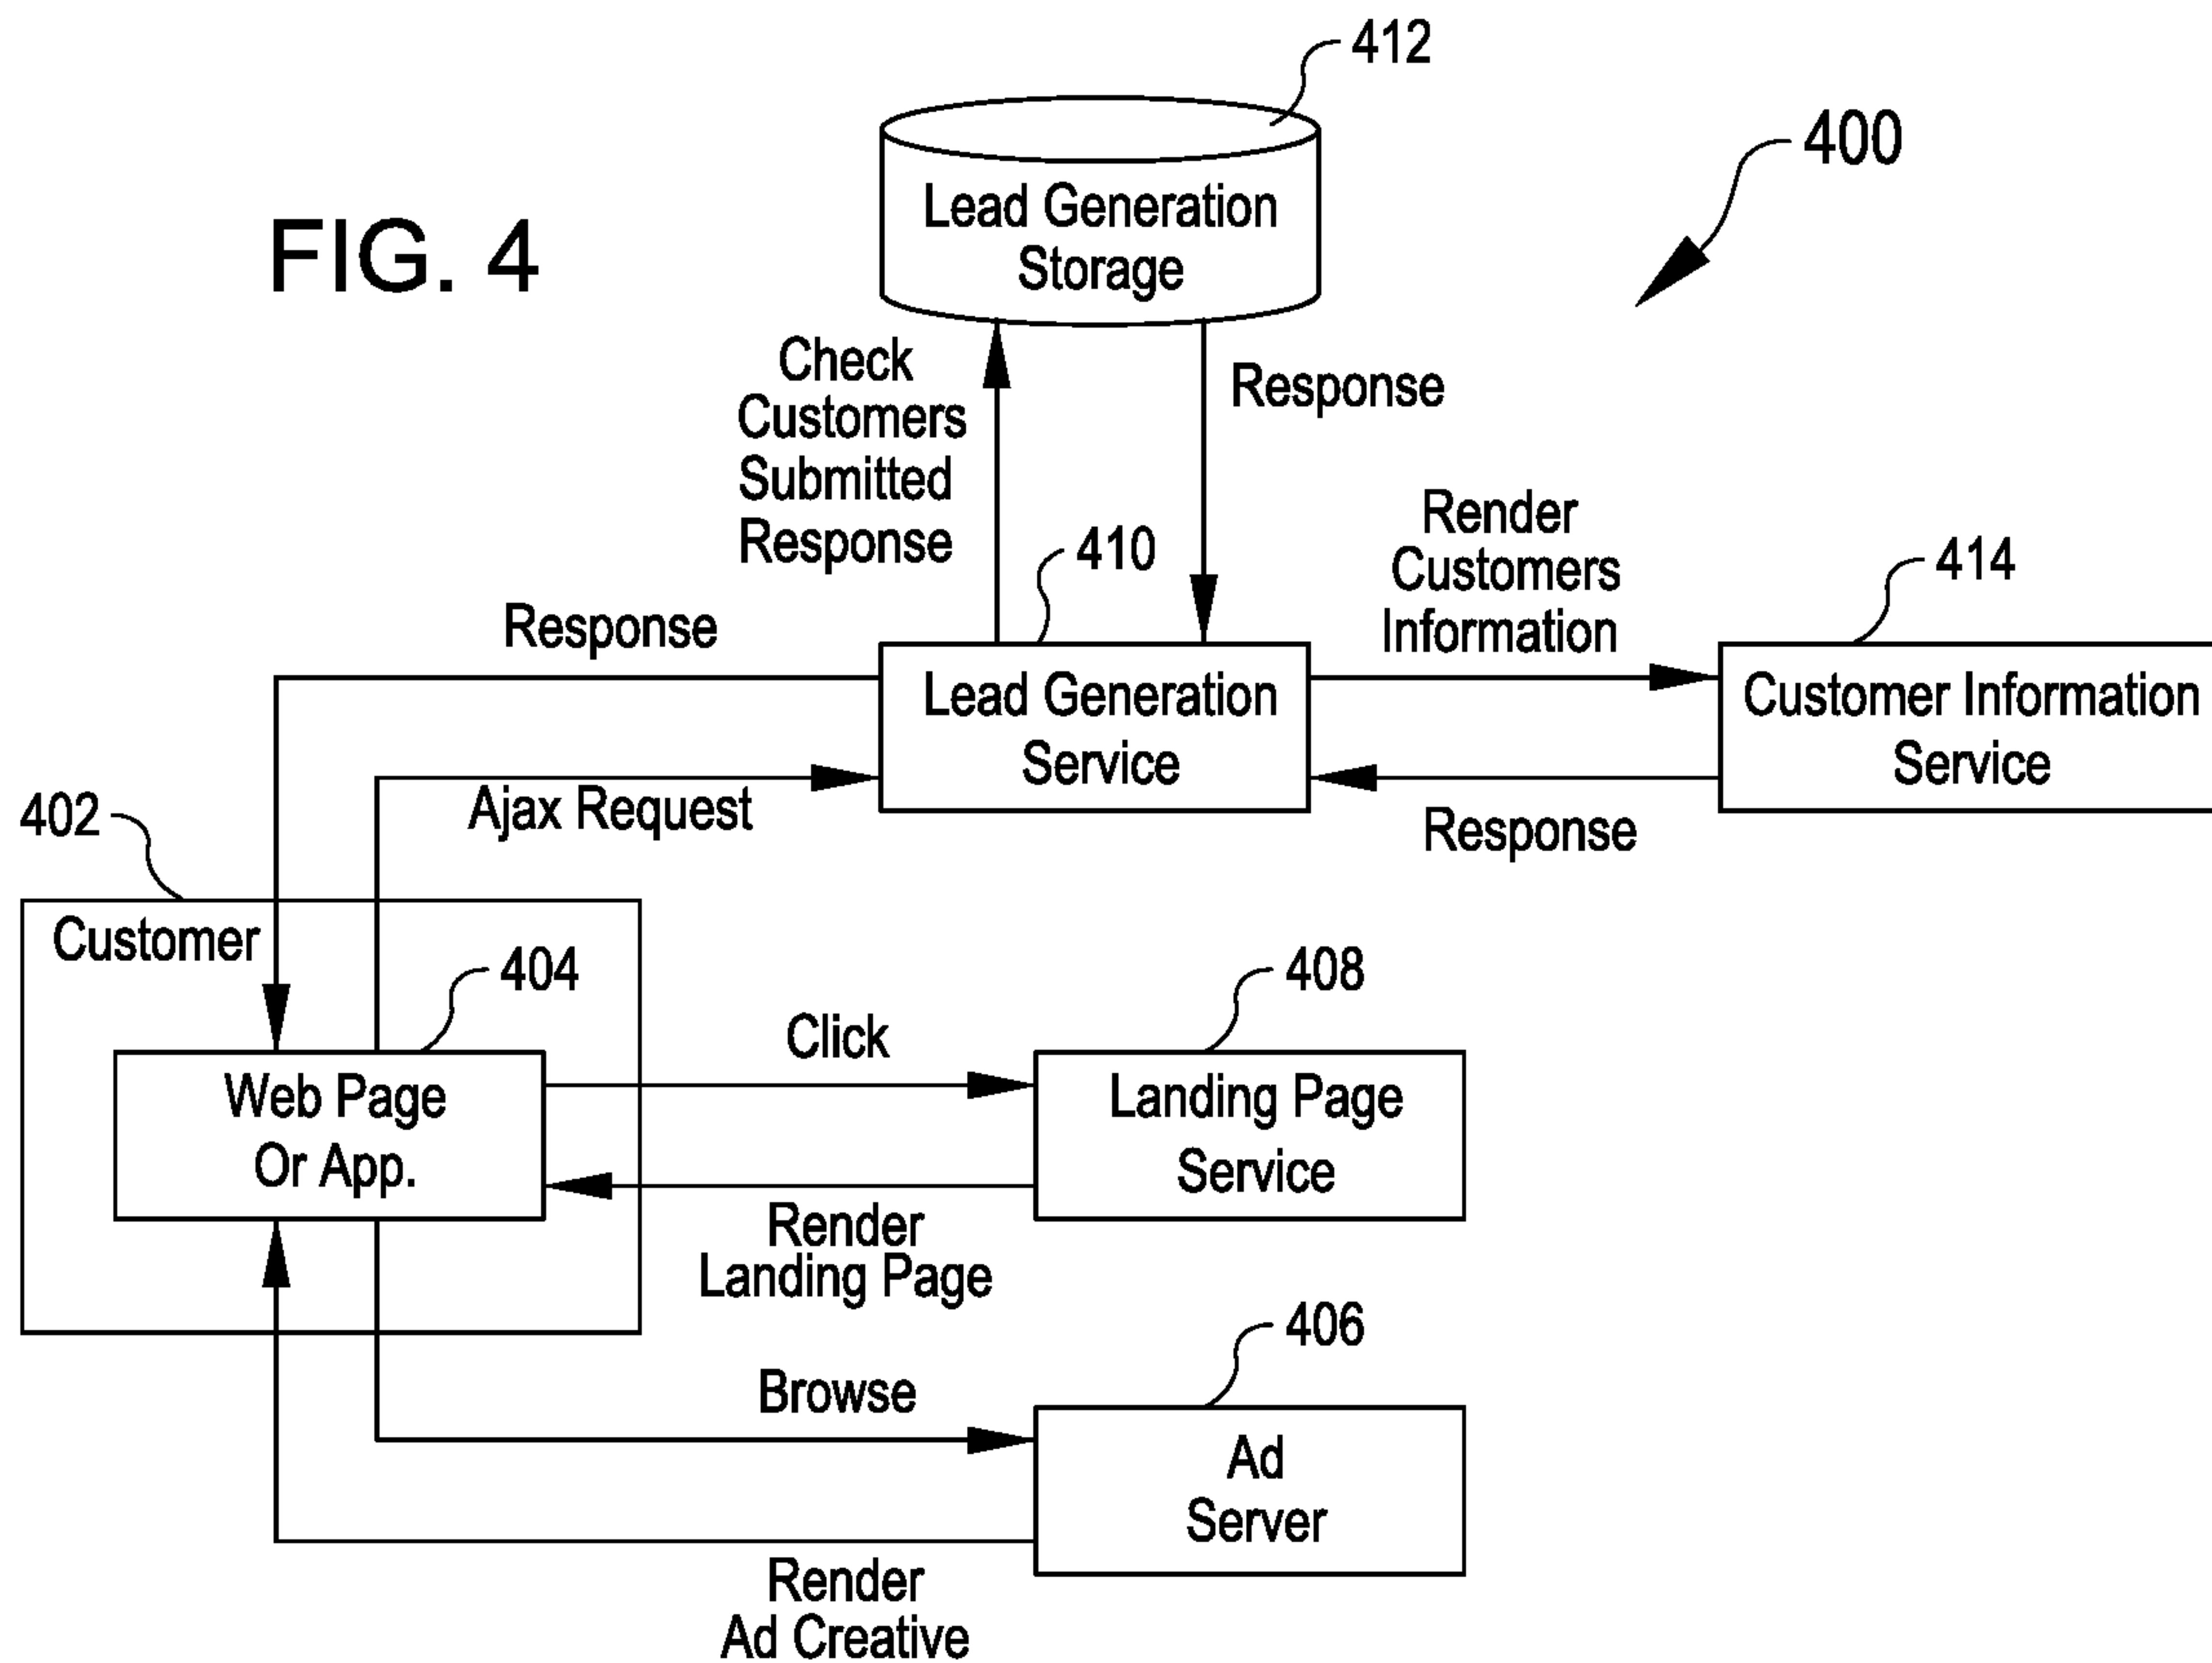 412
400
FIG. 4
Lead Generation
Storage
Check
Customers
Submitted
Response
Response
410
Render
Customers
Information
414
Response
Lead Generation
Service
Customer Information
Service
Ajax Request
Response
402
Customer
404
408
Click
Web Page
Or App.
Landing Page
Service
Render
Landing Page
406
Browse
Ad
Server
Render
Ad Creative